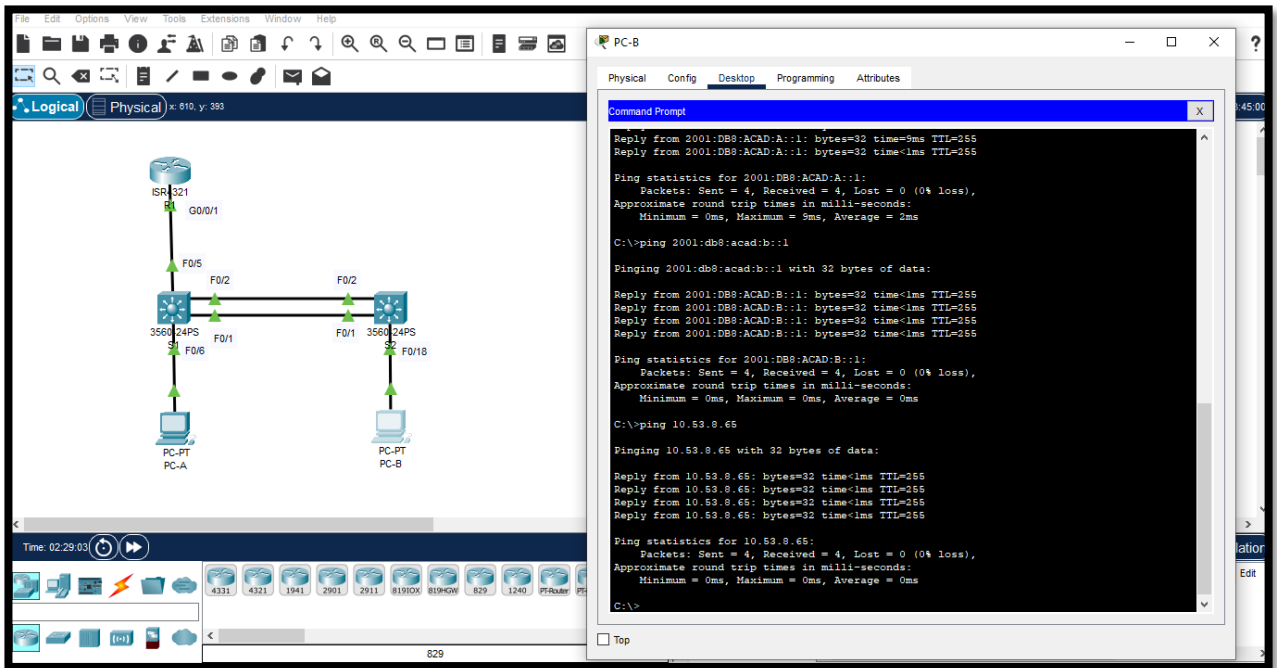 File Edit Options View Tools Extensions Window Help
Logical Physical x: 610, y: 393
ISR4321
R1
G0/0/1
F0/5
F0/2
F0/2
3560-24PS
S1
F0/1
F0/1
3560-24PS
S2
F0/6
F0/18
PC-PT
PC-A
PC-PT
PC-B
Time: 02:29:03
4331 4321 1941 2901 2911 819IOX 819HGW 829 1240 PT-Router
829
PC-B
?
Physical Config Desktop Programming Attributes
Command Prompt
X
:45:00
Reply from 2001:DB8:ACAD:A::1: bytes=32 time=9ms TTL=255
Reply from 2001:DB8:ACAD:A::1: bytes=32 time<1ms TTL=255
Ping statistics for 2001:DB8:ACAD:A::1:
Packets: Sent = 4, Received = 4, Lost = 0 (0% loss),
Approximate round trip times in milli-seconds:
Minimum = 0ms, Maximum = 9ms, Average = 2ms
C:\>ping 2001:db8:acad:b::1
Pinging 2001:db8:acad:b::1 with 32 bytes of data:
Reply from 2001:DB8:ACAD:B::1: bytes=32 time<1ms TTL=255
Reply from 2001:DB8:ACAD:B::1: bytes=32 time<1ms TTL=255
Reply from 2001:DB8:ACAD:B::1: bytes=32 time<1ms TTL=255
Reply from 2001:DB8:ACAD:B::1: bytes=32 time<1ms TTL=255
Ping statistics for 2001:DB8:ACAD:B::1:
Packets: Sent = 4, Received = 4, Lost = 0 (0% loss),
Approximate round trip times in milli-seconds:
Minimum = 0ms, Maximum = 0ms, Average = 0ms
C:\>ping 10.53.8.65
Pinging 10.53.8.65 with 32 bytes of data:
Reply from 10.53.8.65: bytes=32 time<1ms TTL=255
Reply from 10.53.8.65: bytes=32 time<1ms TTL=255
Reply from 10.53.8.65: bytes=32 time<1ms TTL=255
Reply from 10.53.8.65: bytes=32 time<1ms TTL=255
Ping statistics for 10.53.8.65:
Packets: Sent = 4, Received = 4, Lost = 0 (0% loss),
Approximate round trip times in milli-seconds:
Minimum = 0ms, Maximum = 0ms, Average = 0ms
C:\>
Top
lation
Edit